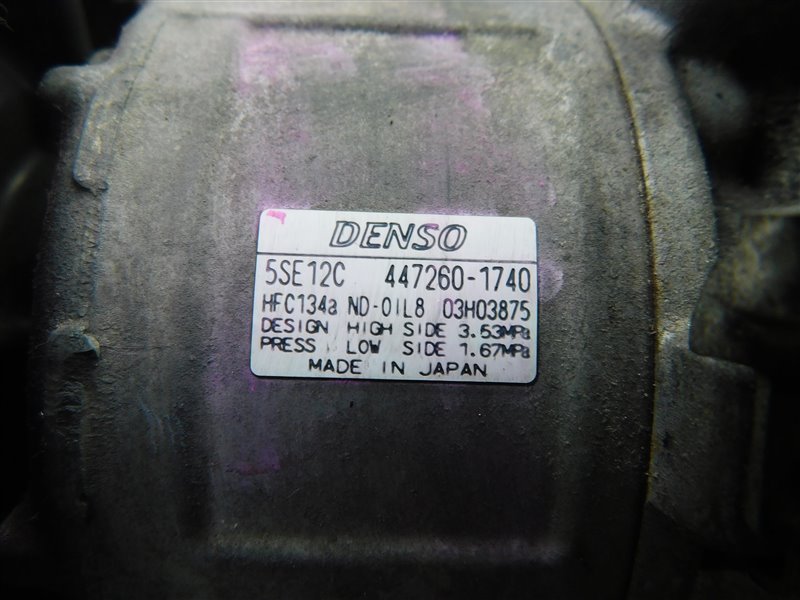 DENSO
5SE12C 447260-1740
HFC134a ND-OIL8 03H03875
DESIGN HIGH SIDE 3.53MPa
PRESS. LOW SIDE 1.67MPa
MADE IN JAPAN